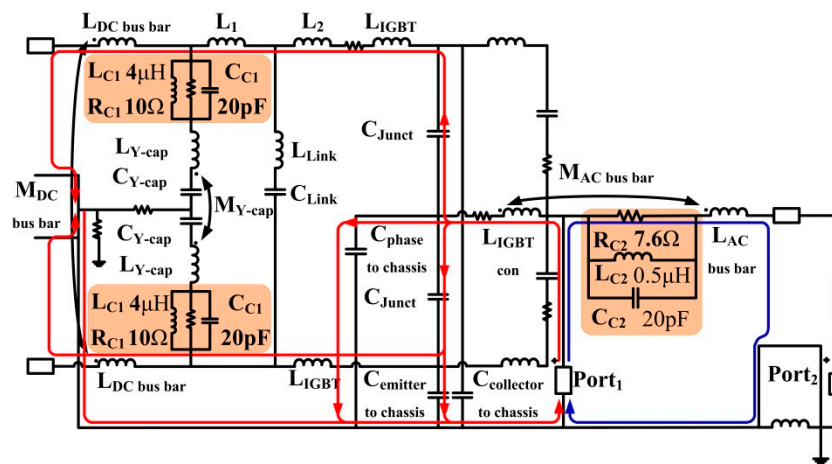 L_DC bus bar
L_1
L_2
L_IGBT
L_C1 4μH
C_C1
R_C1 10Ω
20pF
L_Y-cap
C_Y-cap
L_Link
C_Junct
M_DC
bus bar
M_Y-cap
C_Link
M_AC bus bar
C_Y-cap
L_Y-cap
C_phase
to chassis
L_IGBT
con
R_C2 7.6Ω
L_C2 0.5μH
C_C2 20pF
L_AC
bus bar
L_C1 4μH
C_C1
R_C1 10Ω
20pF
C_Junct
L_DC bus bar
L_IGBT
C_emitter
to chassis
C_collector
to chassis
Port_1
Port_2